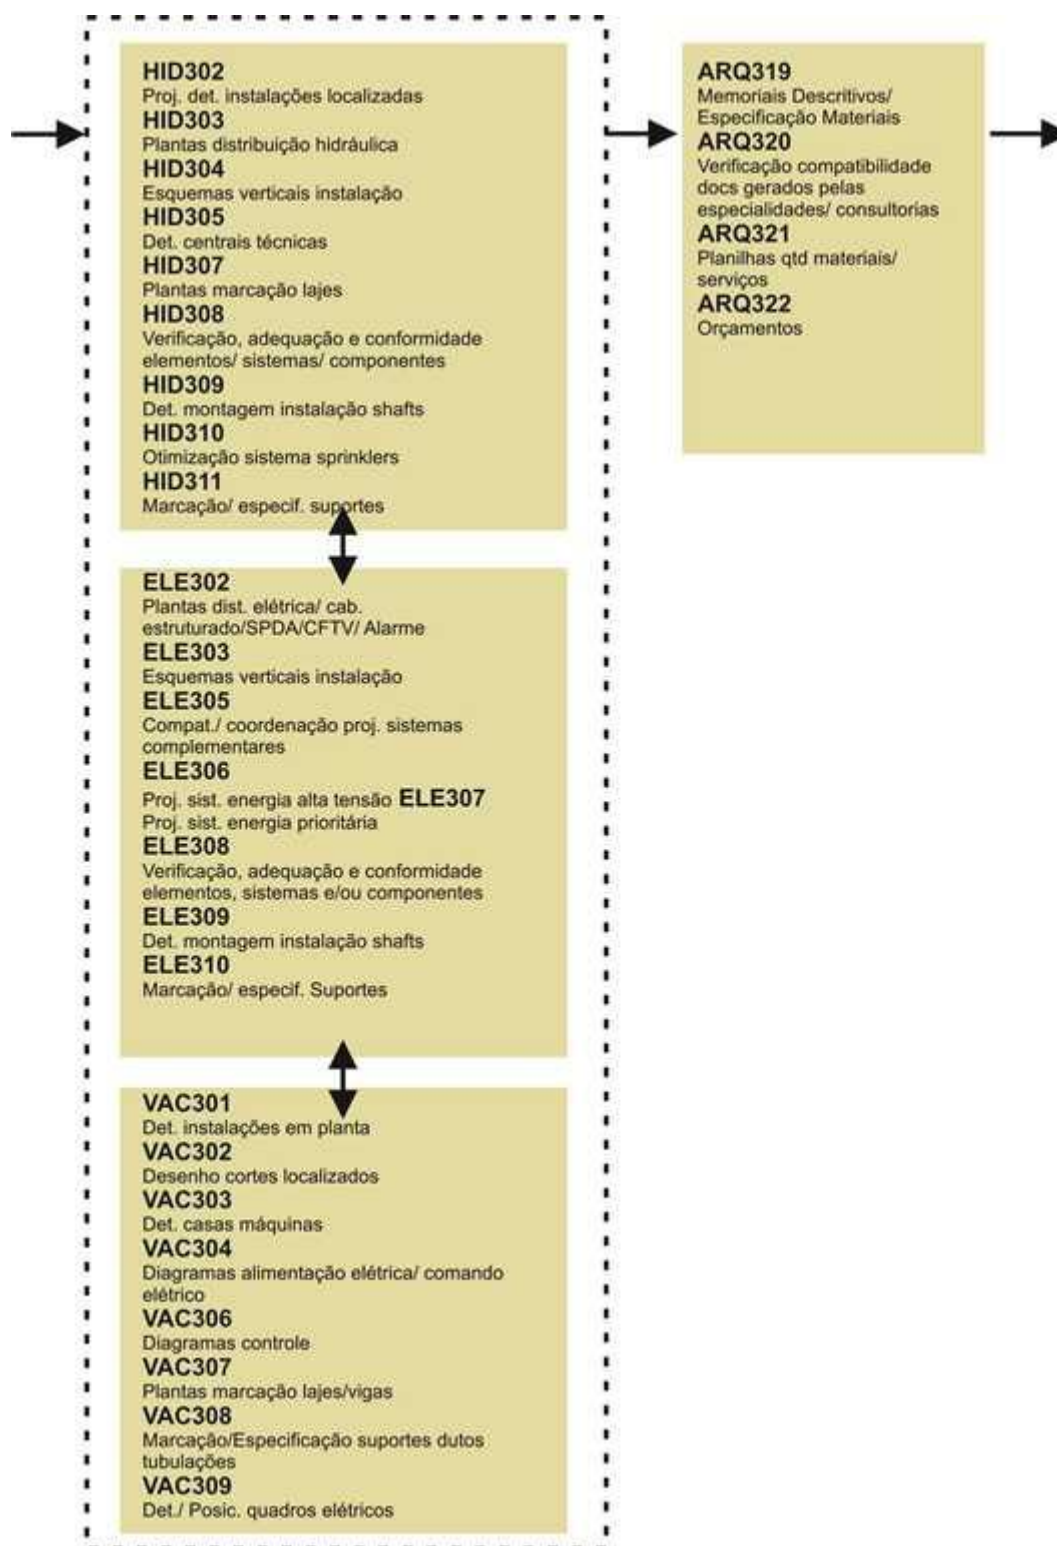 HID302
Proj. det. instalações localizadas
HID303
Plantas distribuição hidráulica
HID304
Esquemas verticais instalação
HID305
Det. centrais técnicas
HID307
Plantas marcação lajes
HID308
Verificação, adequação e conformidade
elementos/ sistemas/ componentes
HID309
Det. montagem instalação shafts
HID310
Otimização sistema sprinklers
HID311
Marcação/ especif. suportes
ELE302
Plantas dist. elétrica/ cab.
estruturado/SPDA/CFTV/ Alarme
ELE303
Esquemas verticais instalação
ELE305
Compat./ coordenação proj. sistemas
complementares
ELE306
Proj. sist. energia alta tensão ELE307
Proj. sist. energia prioritária
ELE308
Verificação, adequação e conformidade
elementos, sistemas e/ou componentes
ELE309
Det. montagem instalação shafts
ELE310
Marcação/ especif. Suportes
VAC301
Det. instalações em planta
VAC302
Desenho cortes localizados
VAC303
Det. casas máquinas
VAC304
Diagramas alimentação elétrica/ comando
elétrico
VAC306
Diagramas controle
VAC307
Plantas marcação lajes/vigas
VAC308
Marcação/Especificação suportes dutos
tubulações
VAC309
Det./ Posic. quadros elétricos
ARQ319
Memoriais Descritivos/
Especificação Materiais
ARQ320
Verificação compatibilidade
docs gerados pelas
especialidades/ consultorias
ARQ321
Planilhas qtd materiais/
serviços
ARQ322
Orçamentos